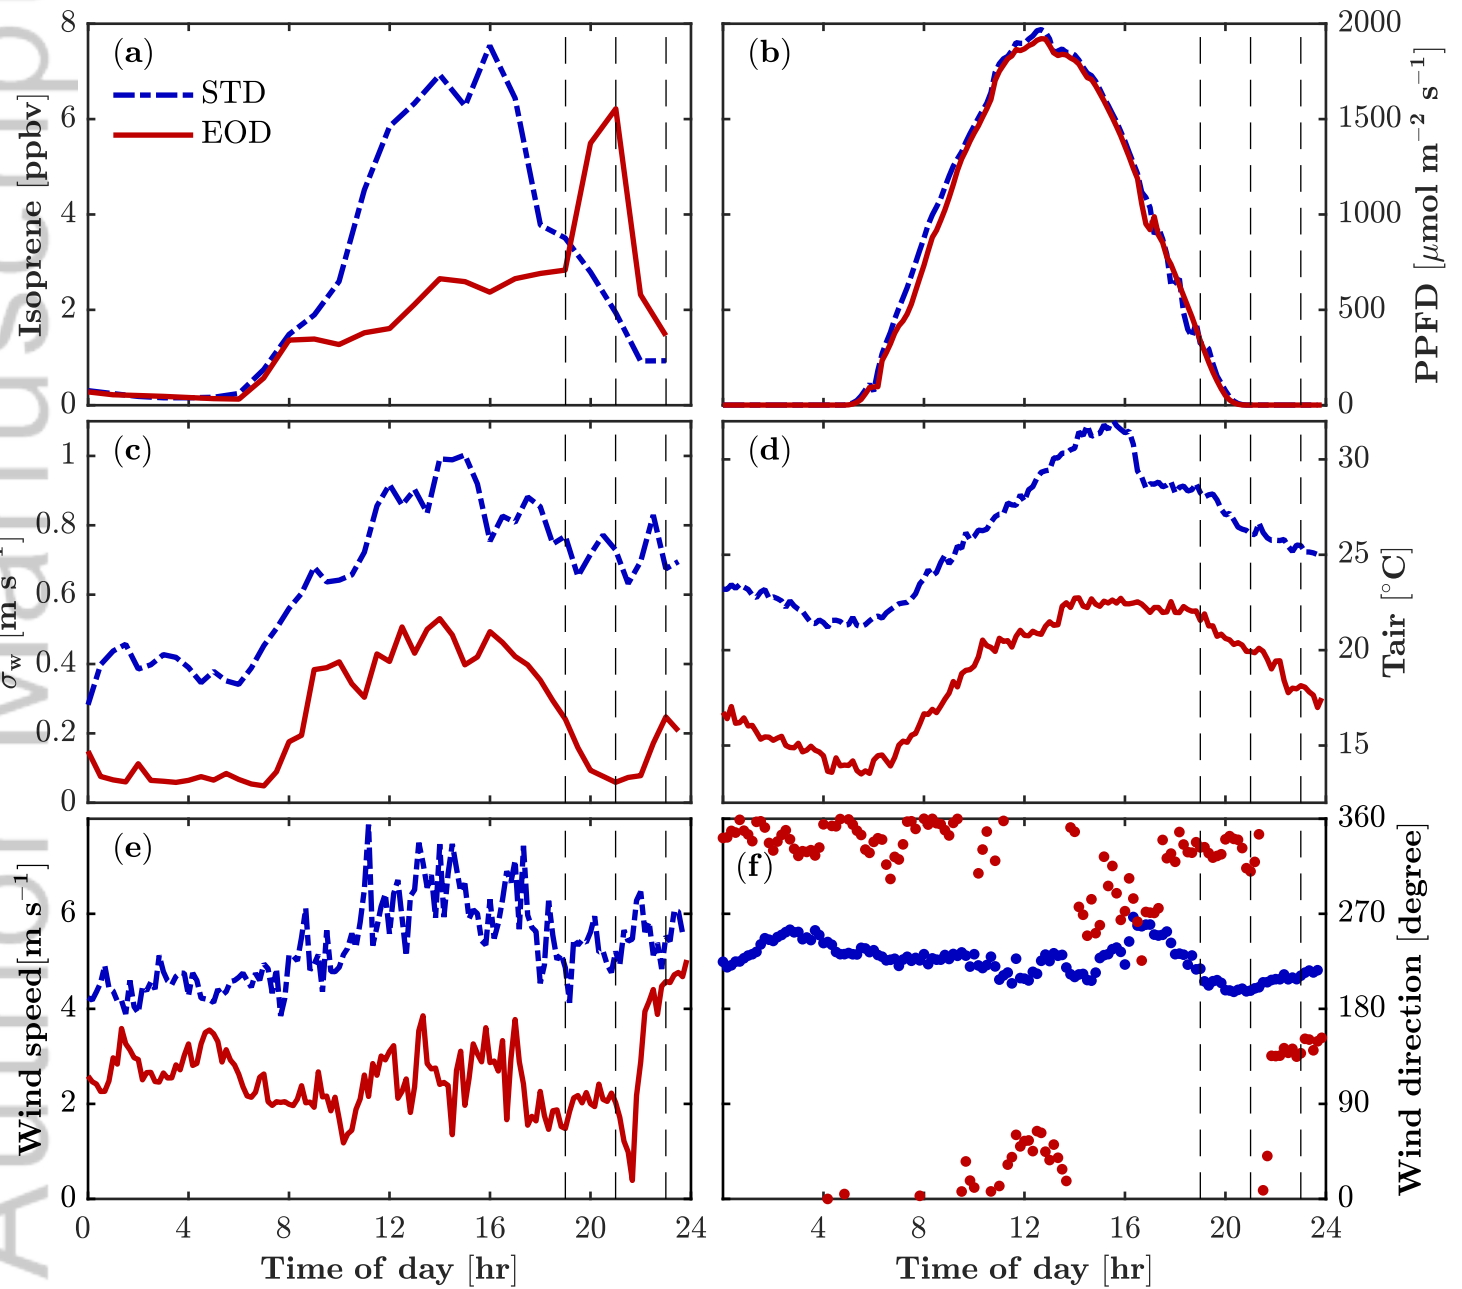 (a)
STD
EOD
Isoprene [ppbv]
0
2
4
6
8
(b)
PPFD [μmol m⁻² s⁻¹]
0
500
1000
1500
2000
(c)
σw [m s
0
0.2
0.4
0.6
0.8
1
(d)
Tair [°C]
15
20
25
30
(e)
Wind speed[m s⁻¹]
0
2
4
6
0 4 8 12 16 20 24
Time of day [hr]
(f)
Wind direction [degree]
0
90
180
270
360
4 8 12 16 20 24
Time of day [hr]
Author Manuscript